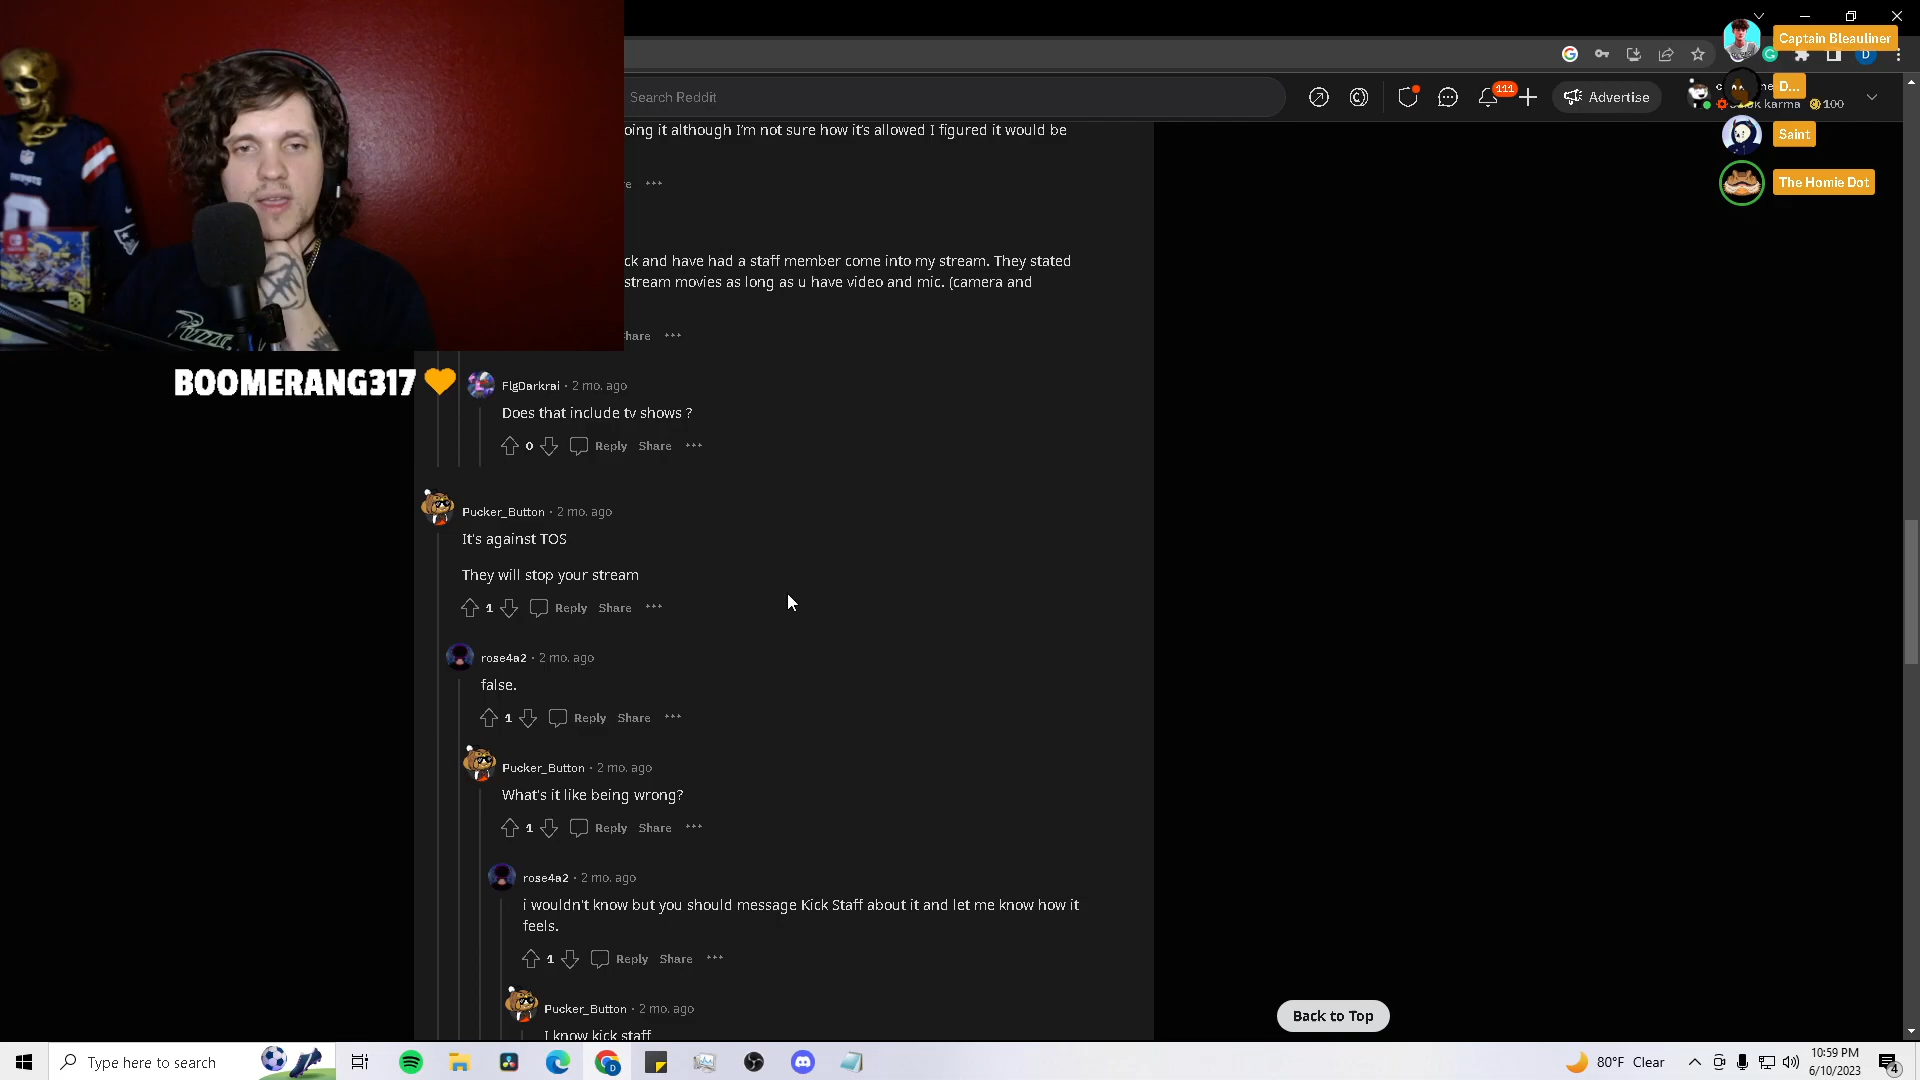 Captain Bleauliner
Search Reddit
111
Advertise
D...
karma 100
oing it although I'm not sure how it's allowed I figured it would be
Saint
re
The Homie Dot
PATRIOTS
ck and have had a staff member come into my stream. They stated
stream movies as long as u have video and mic. (camera and
hare
BOOMERANG317
FlgDarkrai · 2 mo. ago
Does that include tv shows ?
0 Reply Share
Pucker_Button · 2 mo. ago
It's against TOS
They will stop your stream
1 Reply Share
rose4a2 · 2 mo. ago
false.
1 Reply Share
Pucker_Button · 2 mo. ago
What's it like being wrong?
1 Reply Share
rose4a2 · 2 mo. ago
i wouldn't know but you should message Kick Staff about it and let me know how it
feels.
1 Reply Share
Pucker_Button · 2 mo. ago
I know kick staff
Back to Top
Type here to search
80°F Clear
10:59 PM
6/10/2023
4